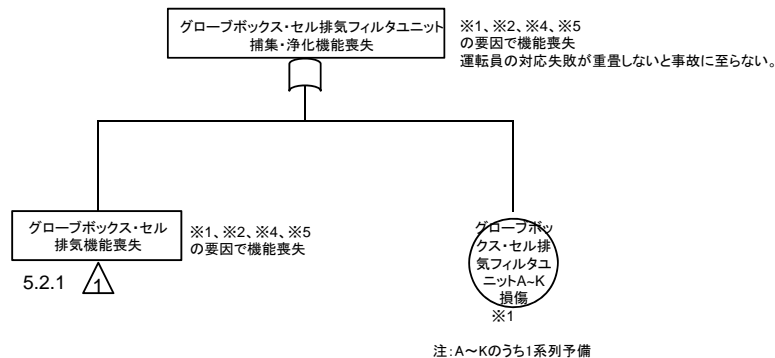 グローブボックス・セル排気フィルタユニット
捕集・浄化機能喪失
※1、※2、※4、※5
の要因で機能喪失
運転員の対応失敗が重畳しないと事故に至らない。
グローブボックス・セル
排気機能喪失
※1、※2、※4、※5
の要因で機能喪失
5.2.1
1
グローブボッ
クス・セル排
気フィルタユ
ニットA~K
損傷
※1
注:A~Kのうち1系列予備